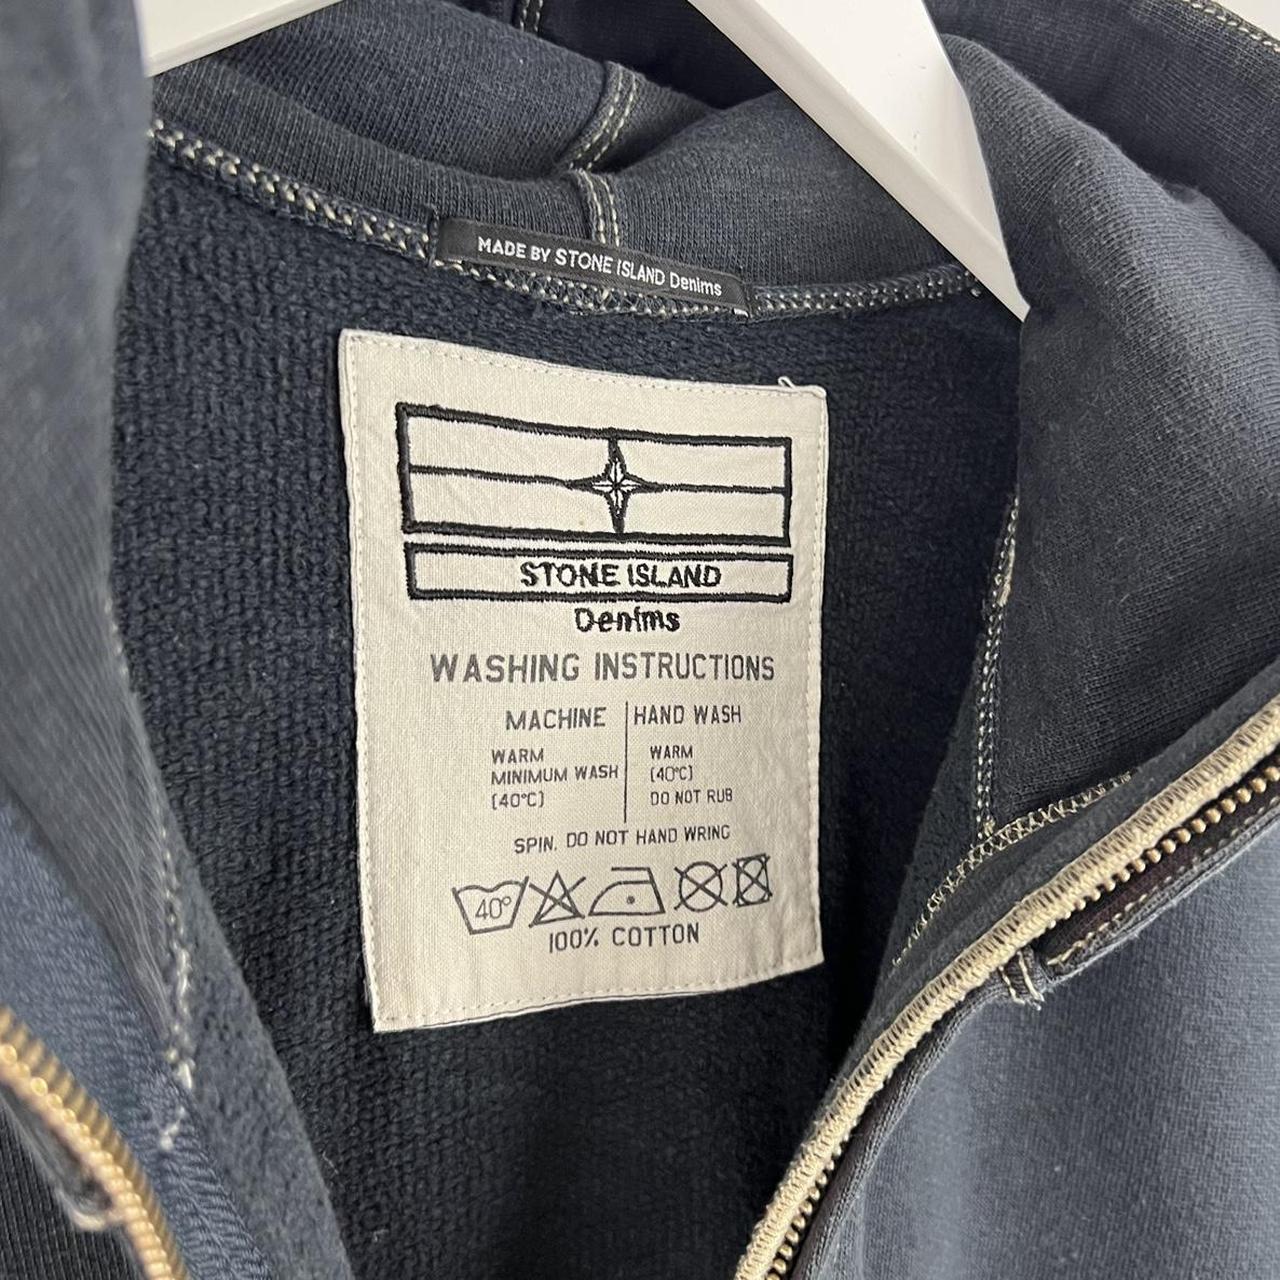 MADE BY STONE ISLAND Denims
STONE ISLAND
Denims
WASHING INSTRUCTIONS
MACHINE HAND WASH
WARM WARM
MINIMUM WASH (40°C)
(40°C) DO NOT RUB
SPIN. DO NOT HAND WRING
40°
100% COTTON